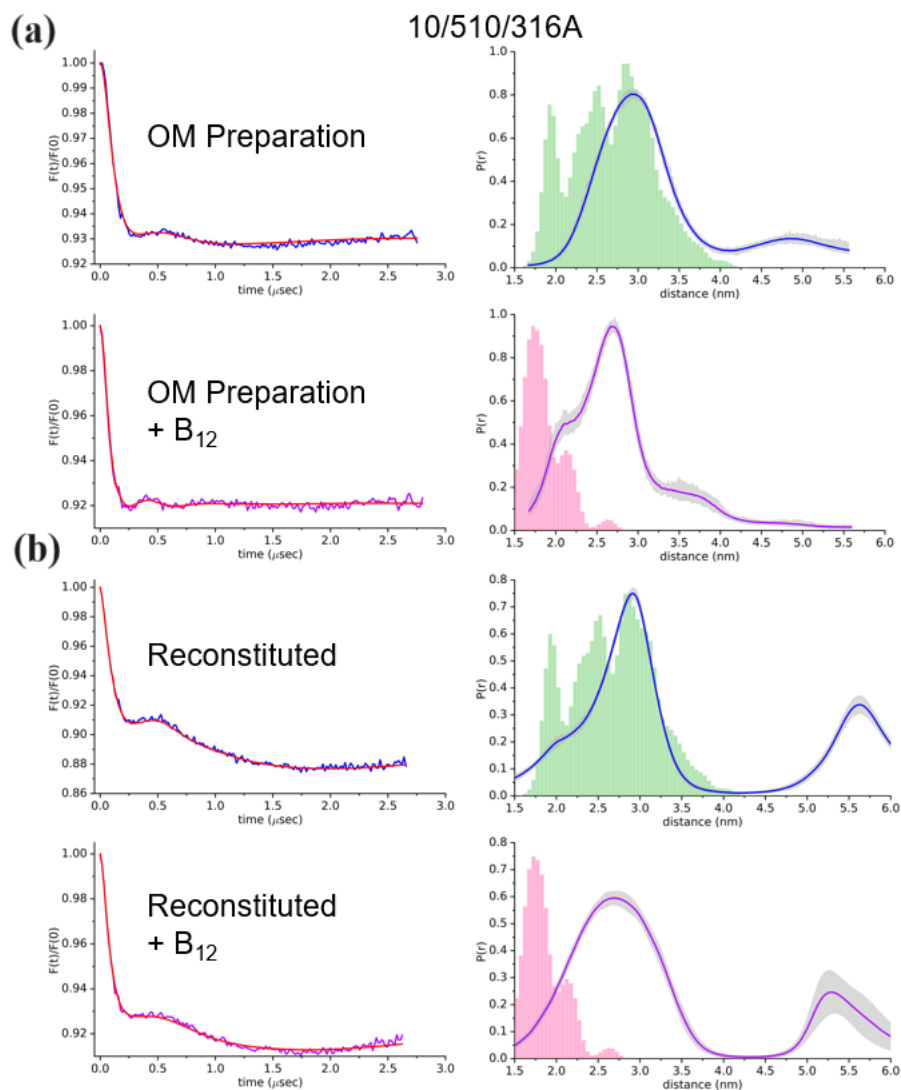 (a)
10/510/316A
F(t)/F(0)
1.00
0.99
0.98
0.97
0.96
0.95
0.94
0.93
0.92
OM Preparation
0.0 0.5 1.0 1.5 2.0 2.5 3.0
time (μsec)
P(r)
1.0
0.8
0.6
0.4
0.2
0.0
1.5 2.0 2.5 3.0 3.5 4.0 4.5 5.0 5.5 6.0
distance (nm)
F(t)/F(0)
1.00
0.98
0.96
0.94
0.92
OM Preparation
+ B12
0.0 0.5 1.0 1.5 2.0 2.5 3.0
time (μsec)
P(r)
1.0
0.8
0.6
0.4
0.2
0.0
1.5 2.0 2.5 3.0 3.5 4.0 4.5 5.0 5.5 6.0
distance (nm)
(b)
F(t)/F(0)
1.00
0.98
0.96
0.94
0.92
0.90
0.88
0.86
Reconstituted
0.0 0.5 1.0 1.5 2.0 2.5 3.0
time (μsec)
P(r)
0.8
0.7
0.6
0.5
0.4
0.3
0.2
0.1
0.0
1.5 2.0 2.5 3.0 3.5 4.0 4.5 5.0 5.5 6.0
distance (nm)
F(t)/F(0)
1.00
0.98
0.96
0.94
0.92
Reconstituted
+ B12
0.0 0.5 1.0 1.5 2.0 2.5 3.0
time (μsec)
P(r)
0.8
0.7
0.6
0.5
0.4
0.3
0.2
0.1
0.0
1.5 2.0 2.5 3.0 3.5 4.0 4.5 5.0 5.5 6.0
distance (nm)